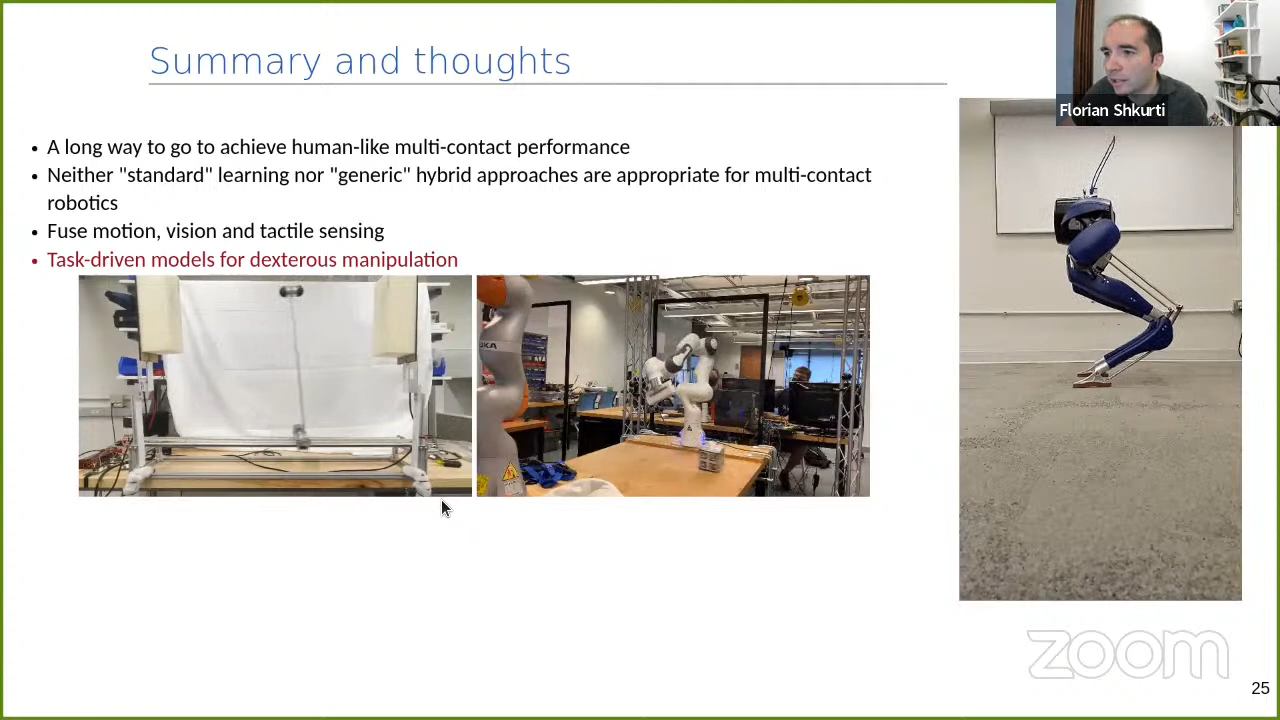 Summary and thoughts
Florian Shkurti
• A long way to go to achieve human-like multi-contact performance
• Neither "standard" learning nor "generic" hybrid approaches are appropriate for multi-contact
robotics
• Fuse motion, vision and tactile sensing
• Task-driven models for dexterous manipulation
zoom
25